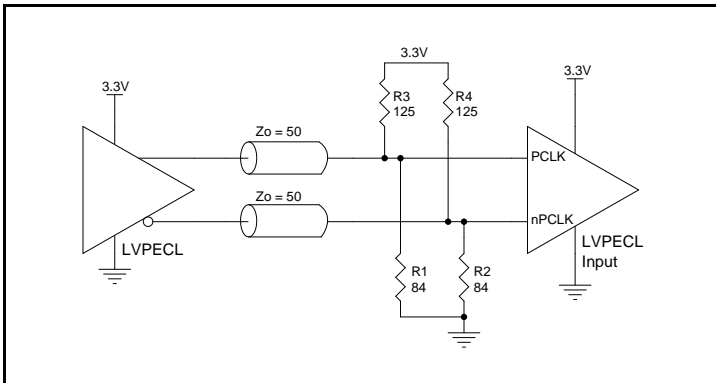 3.3V
3.3V
3.3V
R3
125
R4
125
Zo = 50
PCLK
Zo = 50
nPCLK
LVPECL
LVPECL
Input
R1
84
R2
84